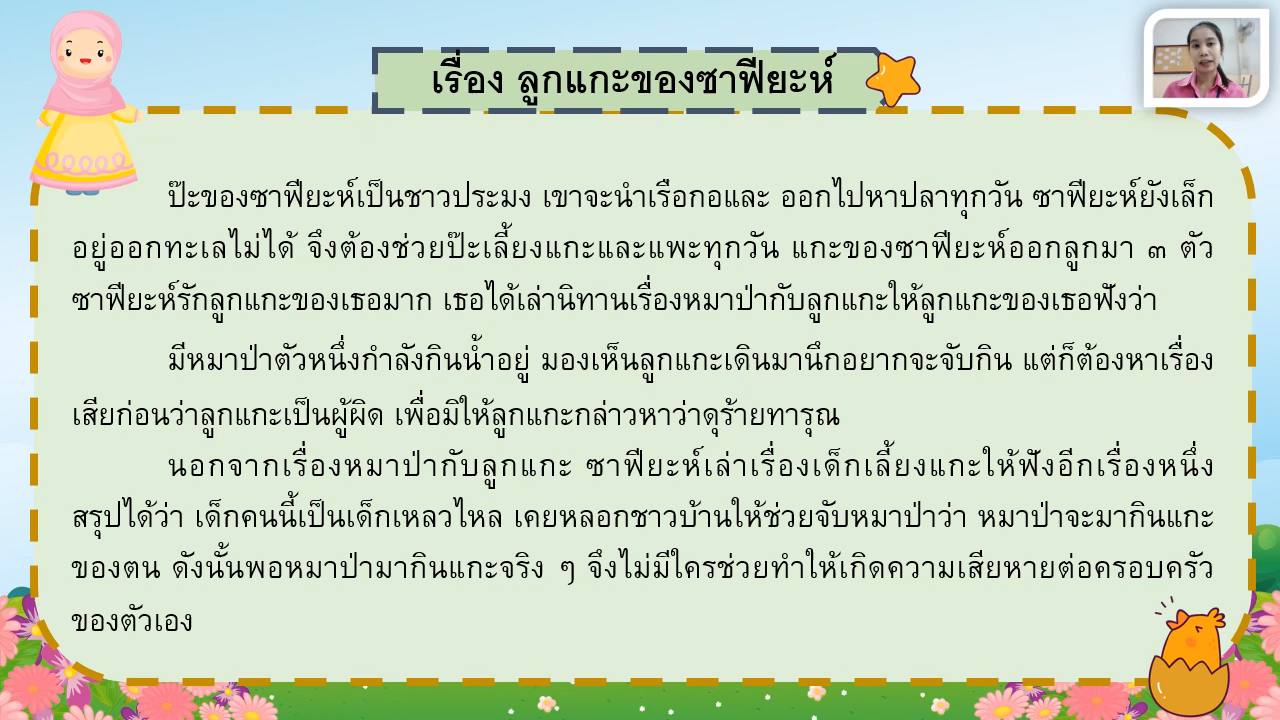 เรื่อง ลูกแกะของซาฟียะห์
ป๊ะของซาฟียะห์เป็นชาวประมง เขาจะนำเรือกอและ ออกไปหาปลาทุกวัน ซาฟียะห์ยังเล็ก
อยู่ออกทะเลไม่ได้ จึงต้องช่วยป๊ะเลี้ยงแกะและแพะทุกวัน แกะของซาฟียะห์ออกลูกมา ๓ ตัว
ซาฟียะห์รักลูกแกะของเธอมาก เธอได้เล่านิทานเรื่องหมาป่ากับลูกแกะให้ลูกแกะของเธอฟังว่า
มีหมาป่าตัวหนึ่งกำลังกินน้ำอยู่ มองเห็นลูกแกะเดินมานึกอยากจะจับกิน แต่ก็ต้องหาเรื่อง
เสียก่อนว่าลูกแกะเป็นผู้ผิด เพื่อมิให้ลูกแกะกล่าวหาว่าดุร้ายทารุณ
นอกจากเรื่องหมาป่ากับลูกแกะ ซาฟียะห์เล่าเรื่องเด็กเลี้ยงแกะให้ฟังอีกเรื่องหนึ่ง
สรุปได้ว่า เด็กคนนี้เป็นเด็กเหลวไหล เคยหลอกชาวบ้านให้ช่วยจับหมาป่าว่า หมาป่าจะมากินแกะ
ของตน ดังนั้นพอหมาป่ามากินแกะจริง ๆ จึงไม่มีใครช่วยทำให้เกิดความเสียหายต่อครอบครัว
ของตัวเอง